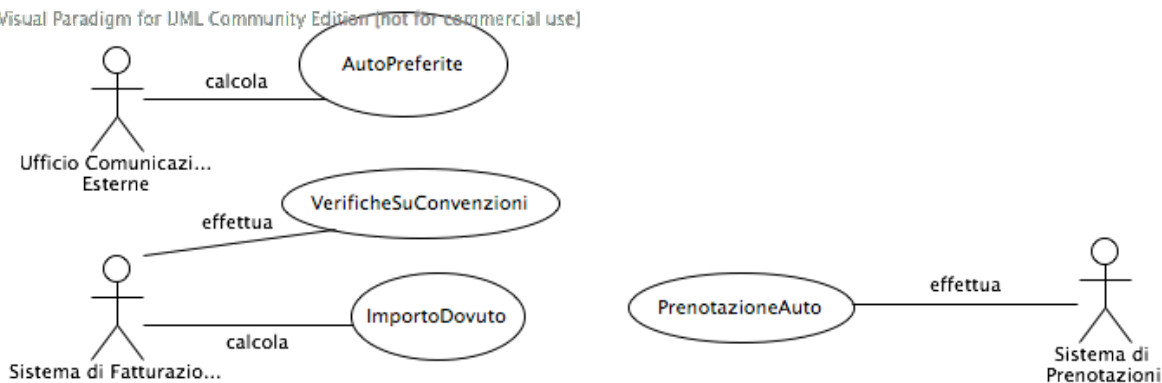 Visual Paradigm for UML Community Edition [not for commercial use]
AutoPreferite
calcola
Ufficio Comunicazi...
Esterne
VerificheSuConvenzioni
effettua
ImportoDovuto
calcola
Sistema di Fatturazio...
PrenotazioneAuto
effettua
Sistema di
Prenotazioni